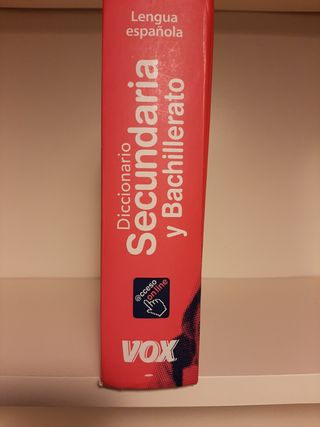 Lengua
española
Diccionario
Secundaria
y Bachillerato
@cceso
online
VOX